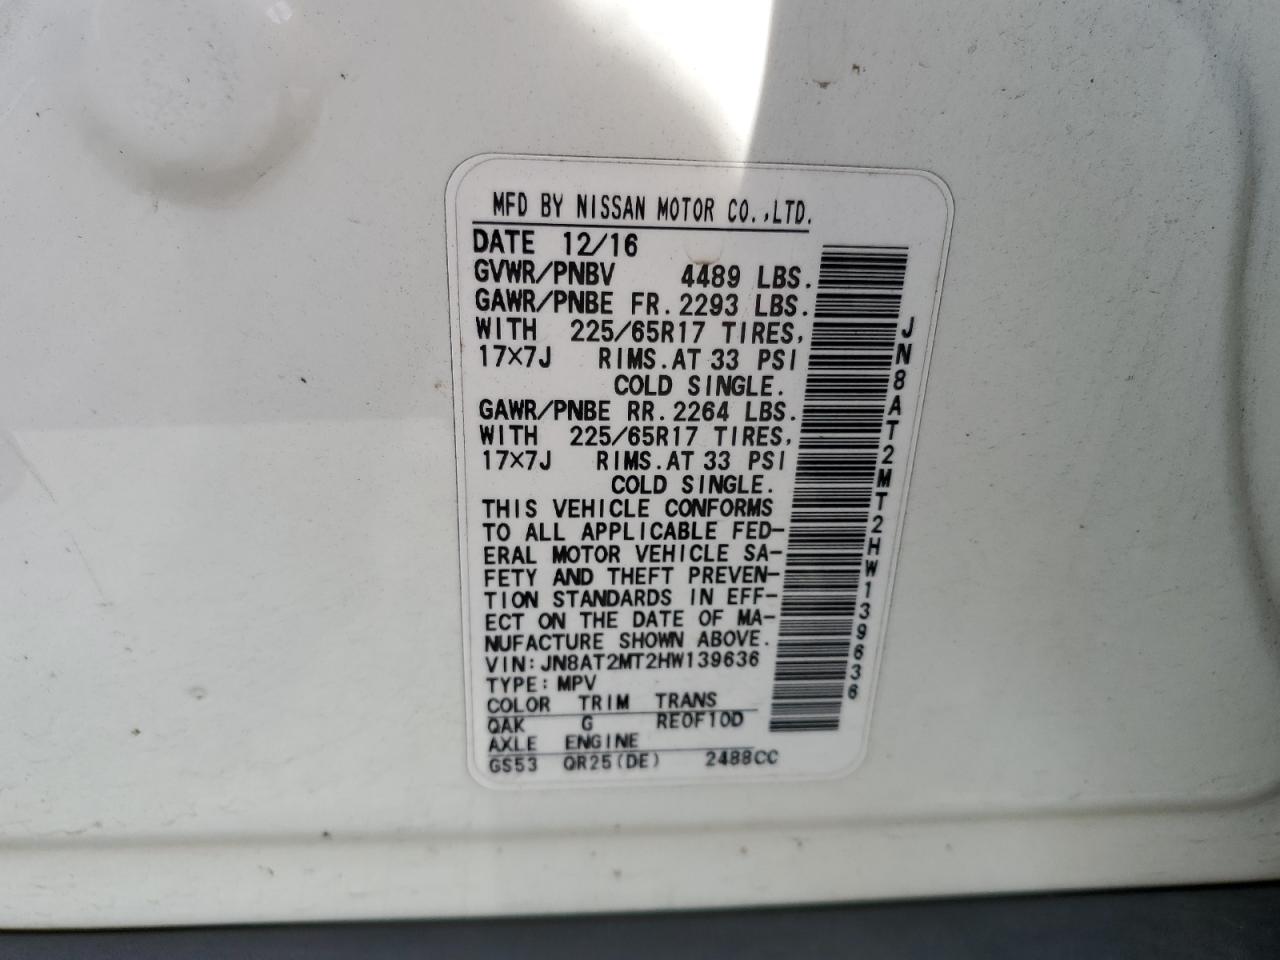 MFD BY NISSAN MOTOR CO.,LTD.
DATE 12/16
GVWR/PNBV 4489 LBS.
GAWR/PNBE FR. 2293 LBS.
WITH 225/65R17 TIRES,
17×7J RIMS.AT 33 PSI
COLD SINGLE.
GAWR/PNBE RR. 2264 LBS.
WITH 225/65R17 TIRES,
17×7J RIMS.AT 33 PSI
COLD SINGLE.
THIS VEHICLE CONFORMS
TO ALL APPLICABLE FED-
ERAL MOTOR VEHICLE SA-
FETY AND THEFT PREVEN-
TION STANDARDS IN EFF-
ECT ON THE DATE OF MA-
NUFACTURE SHOWN ABOVE.
VIN: JN8AT2MT2HW139636
TYPE: MPV
COLOR TRIM TRANS
QAK G RE0F10D
AXLE ENGINE
GS53 QR25(DE) 2488CC
JN8AT2MT2HW139636